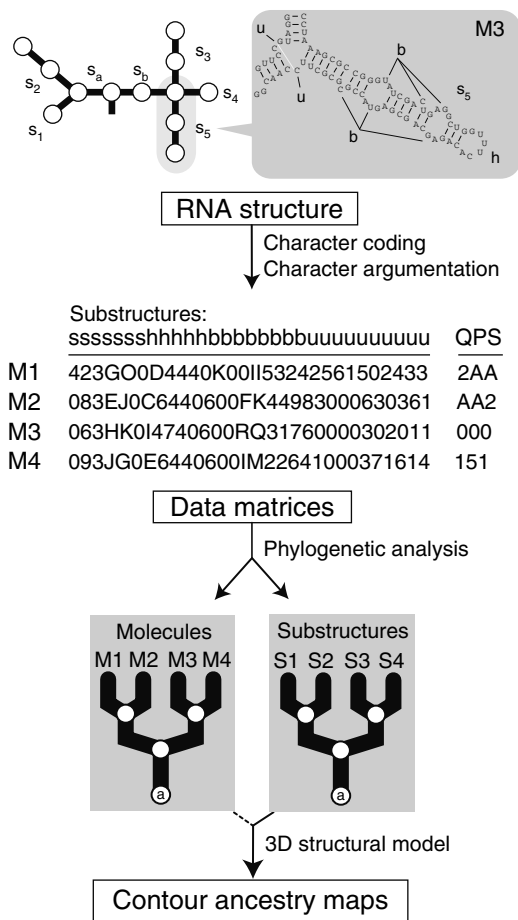 M3
u
b
s5
s3
s2
sa
sb
s4
s1
s5
u
b
h
RNA structure
Character coding
Character argumentation
Substructures:
ssssssshhhhhbbbbbbbbbuuuuuuuuuuu QPS
M1 423GO0D4440K00II53242561502433 2AA
M2 083EJ0C6440600FK44983000630361 AA2
M3 063HK0I4740600RQ31760000302011 000
M4 093JG0E6440600IM22641000371614 151
Data matrices
Phylogenetic analysis
Molecules Substructures
M1 M2 M3 M4 S1 S2 S3 S4
a a
3D structural model
Contour ancestry maps